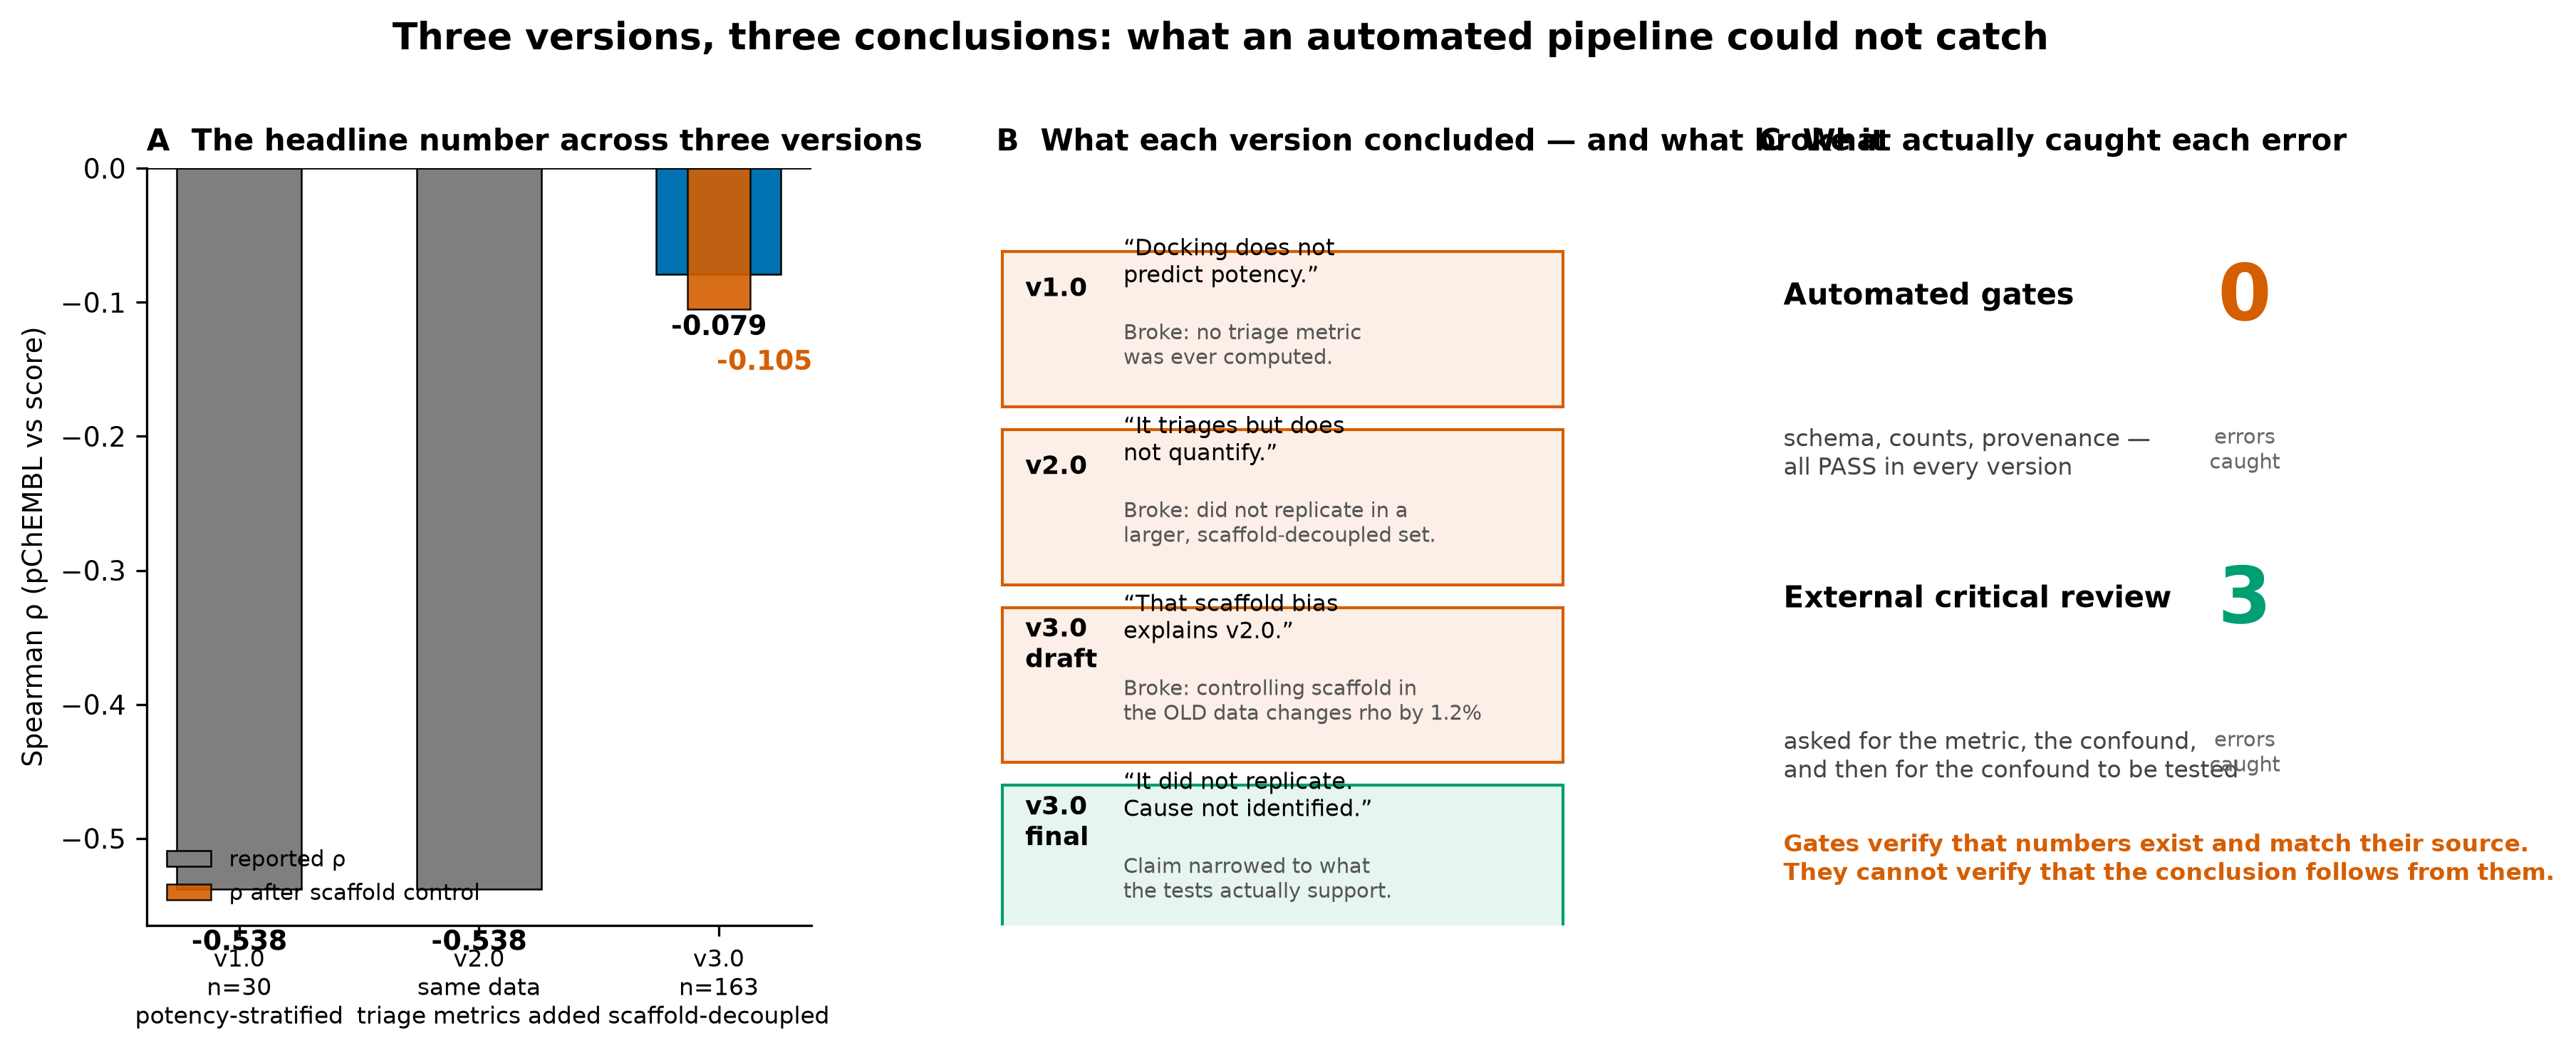 Three versions, three conclusions: what an automated pipeline could not catch
A The headline number across three versions
Spearman ρ (pChEMBL vs score)
0.0
−0.1
−0.2
−0.3
−0.4
−0.5
-0.538
-0.538
-0.079
-0.105
reported ρ
ρ after scaffold control
v1.0
n=30
potency-stratified
v2.0
same data
triage metrics added
v3.0
n=163
scaffold-decoupled
B What each version concluded — and what broke it
v1.0
“Docking does not
predict potency.”
Broke: no triage metric
was ever computed.
v2.0
“It triages but does
not quantify.”
Broke: did not replicate in a
larger, scaffold-decoupled set.
v3.0
draft
“That scaffold bias
explains v2.0.”
Broke: controlling scaffold in
the OLD data changes rho by 1.2%
v3.0
final
“It did not replicate.
Cause not identified.”
Claim narrowed to what
the tests actually support.
C What actually caught each error
Automated gates
0
schema, counts, provenance —
all PASS in every version
errors
caught
External critical review
3
asked for the metric, the confound,
and then for the confound to be tested
errors
caught
Gates verify that numbers exist and match their source.
They cannot verify that the conclusion follows from them.